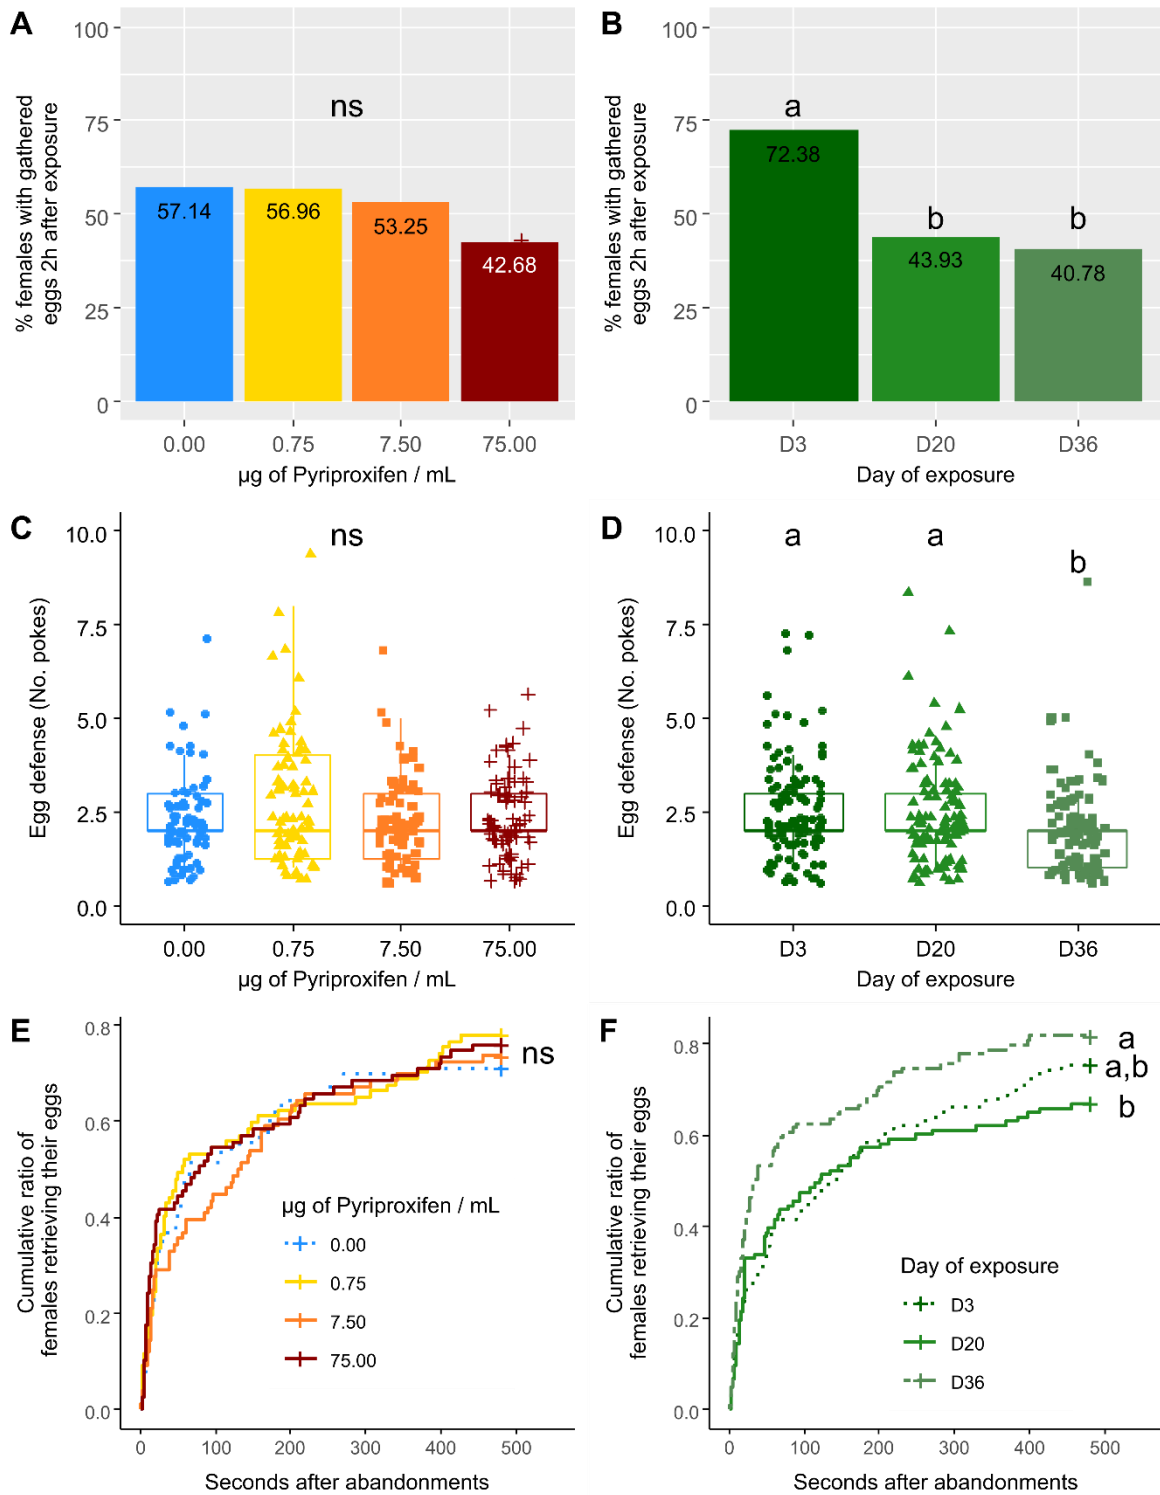 A
% females with gathered
eggs 2h after exposure
100
75
50
25
0
ns
57.14
56.96
53.25
42.68
0.00
0.75
7.50
75.00
µg of Pyriproxifen / mL
B
% females with gathered
eggs 2h after exposure
100
75
50
25
0
a
b
b
72.38
43.93
40.78
D3
D20
D36
Day of exposure
C
Egg defense (No. pokes)
10.0
7.5
5.0
2.5
0.0
ns
0.00
0.75
7.50
75.00
µg of Pyriproxifen / mL
D
Egg defense (No. pokes)
10.0
7.5
5.0
2.5
0.0
a
a
b
D3
D20
D36
Day of exposure
E
Cumulative ratio of
females retrieving their eggs
0.8
0.6
0.4
0.2
0.0
ns
µg of Pyriproxifen / mL
0.00
0.75
7.50
75.00
0
100
200
300
400
500
Seconds after abandonments
F
Cumulative ratio of
females retrieving their eggs
0.8
0.6
0.4
0.2
0.0
a
a,b
b
Day of exposure
D3
D20
D36
0
100
200
300
400
500
Seconds after abandonments